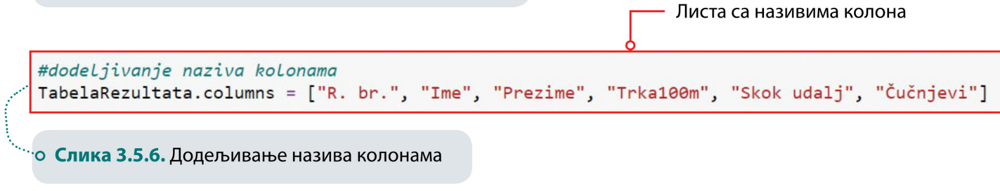 Листа са називима колона
#dodeljivanje naziva kolonama
TabelaRezultata.columns = ["R. br.", "Ime", "Prezime", "Trka100m", "Skok udalj", "Čučnjevi"]
Слика 3.5.6. Додељивање назива колонама